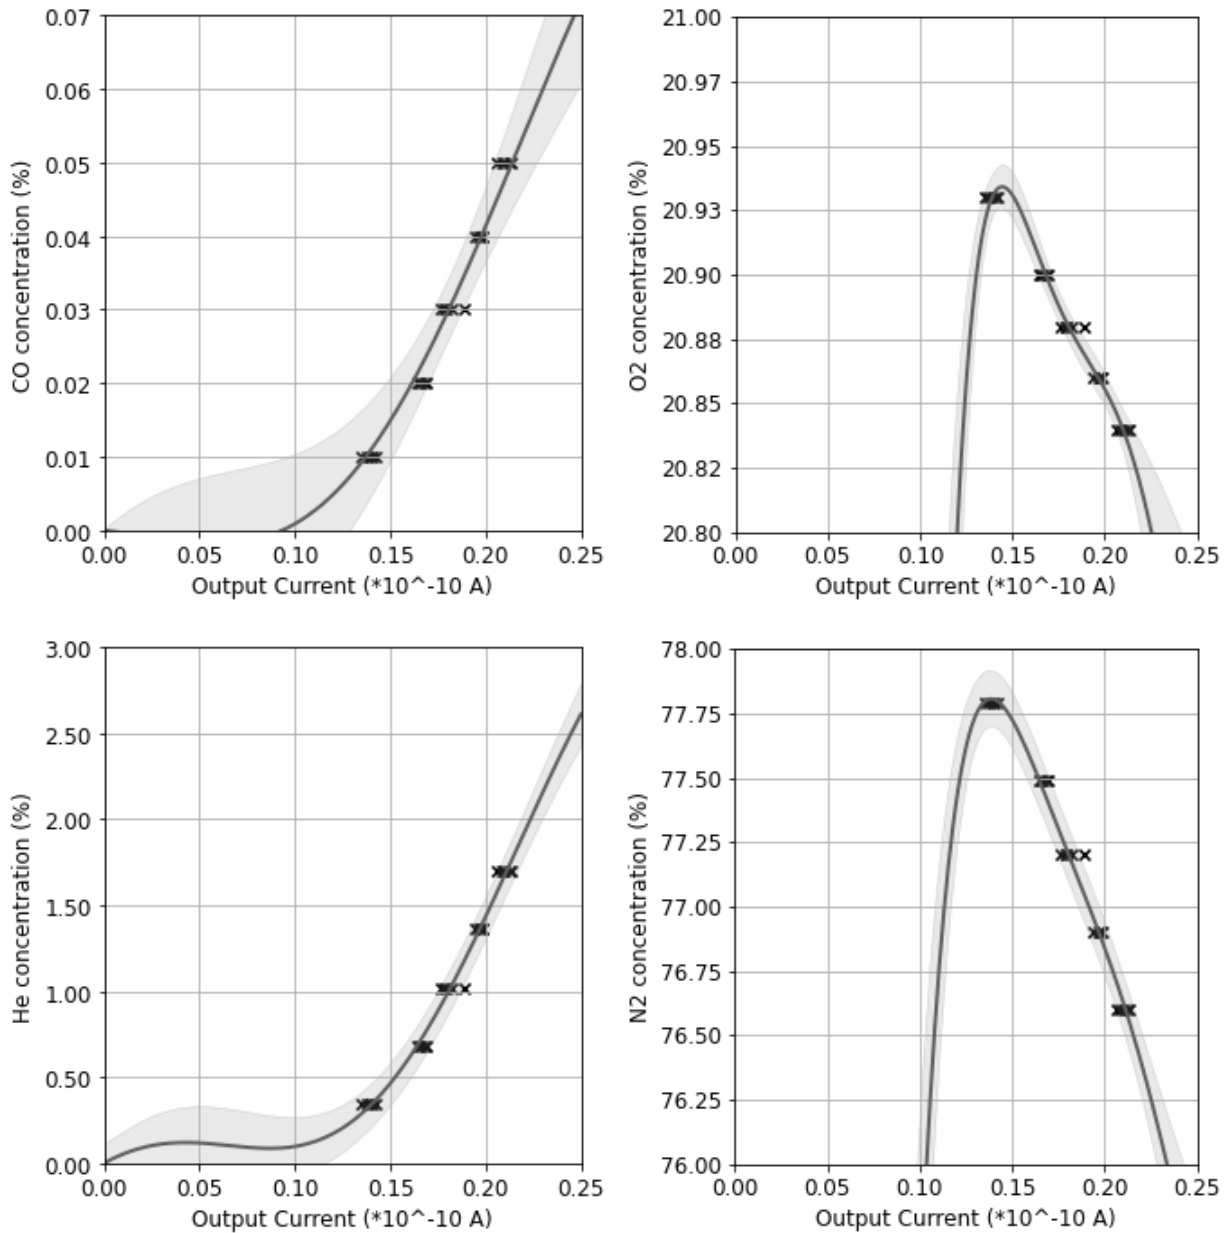 CO concentration (%)
0.07
0.06
0.05
0.04
0.03
0.02
0.01
0.00
0.00 0.05 0.10 0.15 0.20 0.25
Output Current (*10^-10 A)
O2 concentration (%)
21.00
20.97
20.95
20.93
20.90
20.88
20.85
20.82
20.80
0.00 0.05 0.10 0.15 0.20 0.25
Output Current (*10^-10 A)
He concentration (%)
3.00
2.50
2.00
1.50
1.00
0.50
0.00
0.00 0.05 0.10 0.15 0.20 0.25
Output Current (*10^-10 A)
N2 concentration (%)
78.00
77.75
77.50
77.25
77.00
76.75
76.50
76.25
76.00
0.00 0.05 0.10 0.15 0.20 0.25
Output Current (*10^-10 A)